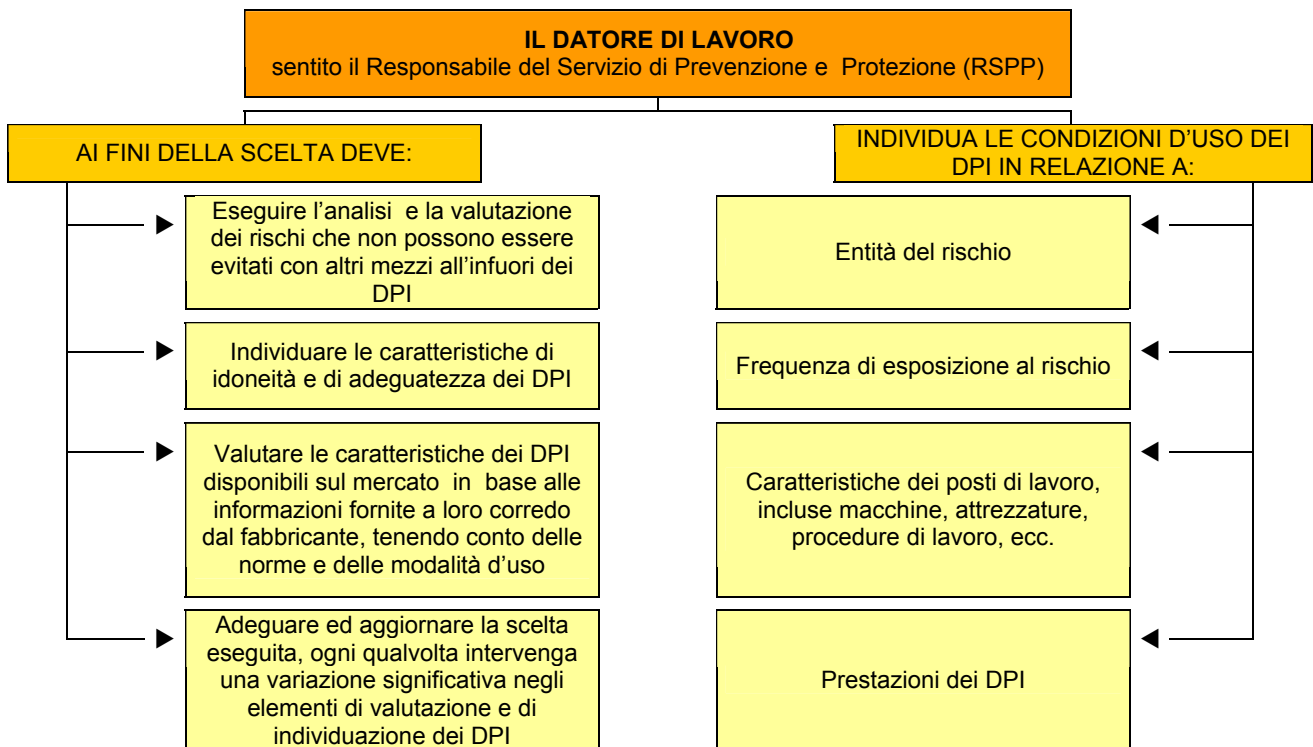 IL DATORE DI LAVORO
sentito il Responsabile del Servizio di Prevenzione e Protezione (RSPP)
AI FINI DELLA SCELTA DEVE:
Eseguire l'analisi e la valutazione
dei rischi che non possono essere
evitati con altri mezzi all'infuori dei
DPI
Individuare le caratteristiche di
idoneità e di adeguatezza dei DPI
Valutare le caratteristiche dei DPI
disponibili sul mercato in base alle
informazioni fornite a loro corredo
dal fabbricante, tenendo conto delle
norme e delle modalità d'uso
Adeguare ed aggiornare la scelta
eseguita, ogni qualvolta intervenga
una variazione significativa negli
elementi di valutazione e di
individuazione dei DPI
INDIVIDUA LE CONDIZIONI D'USO DEI
DPI IN RELAZIONE A:
Entità del rischio
Frequenza di esposizione al rischio
Caratteristiche dei posti di lavoro,
incluse macchine, attrezzature,
procedure di lavoro, ecc.
Prestazioni dei DPI